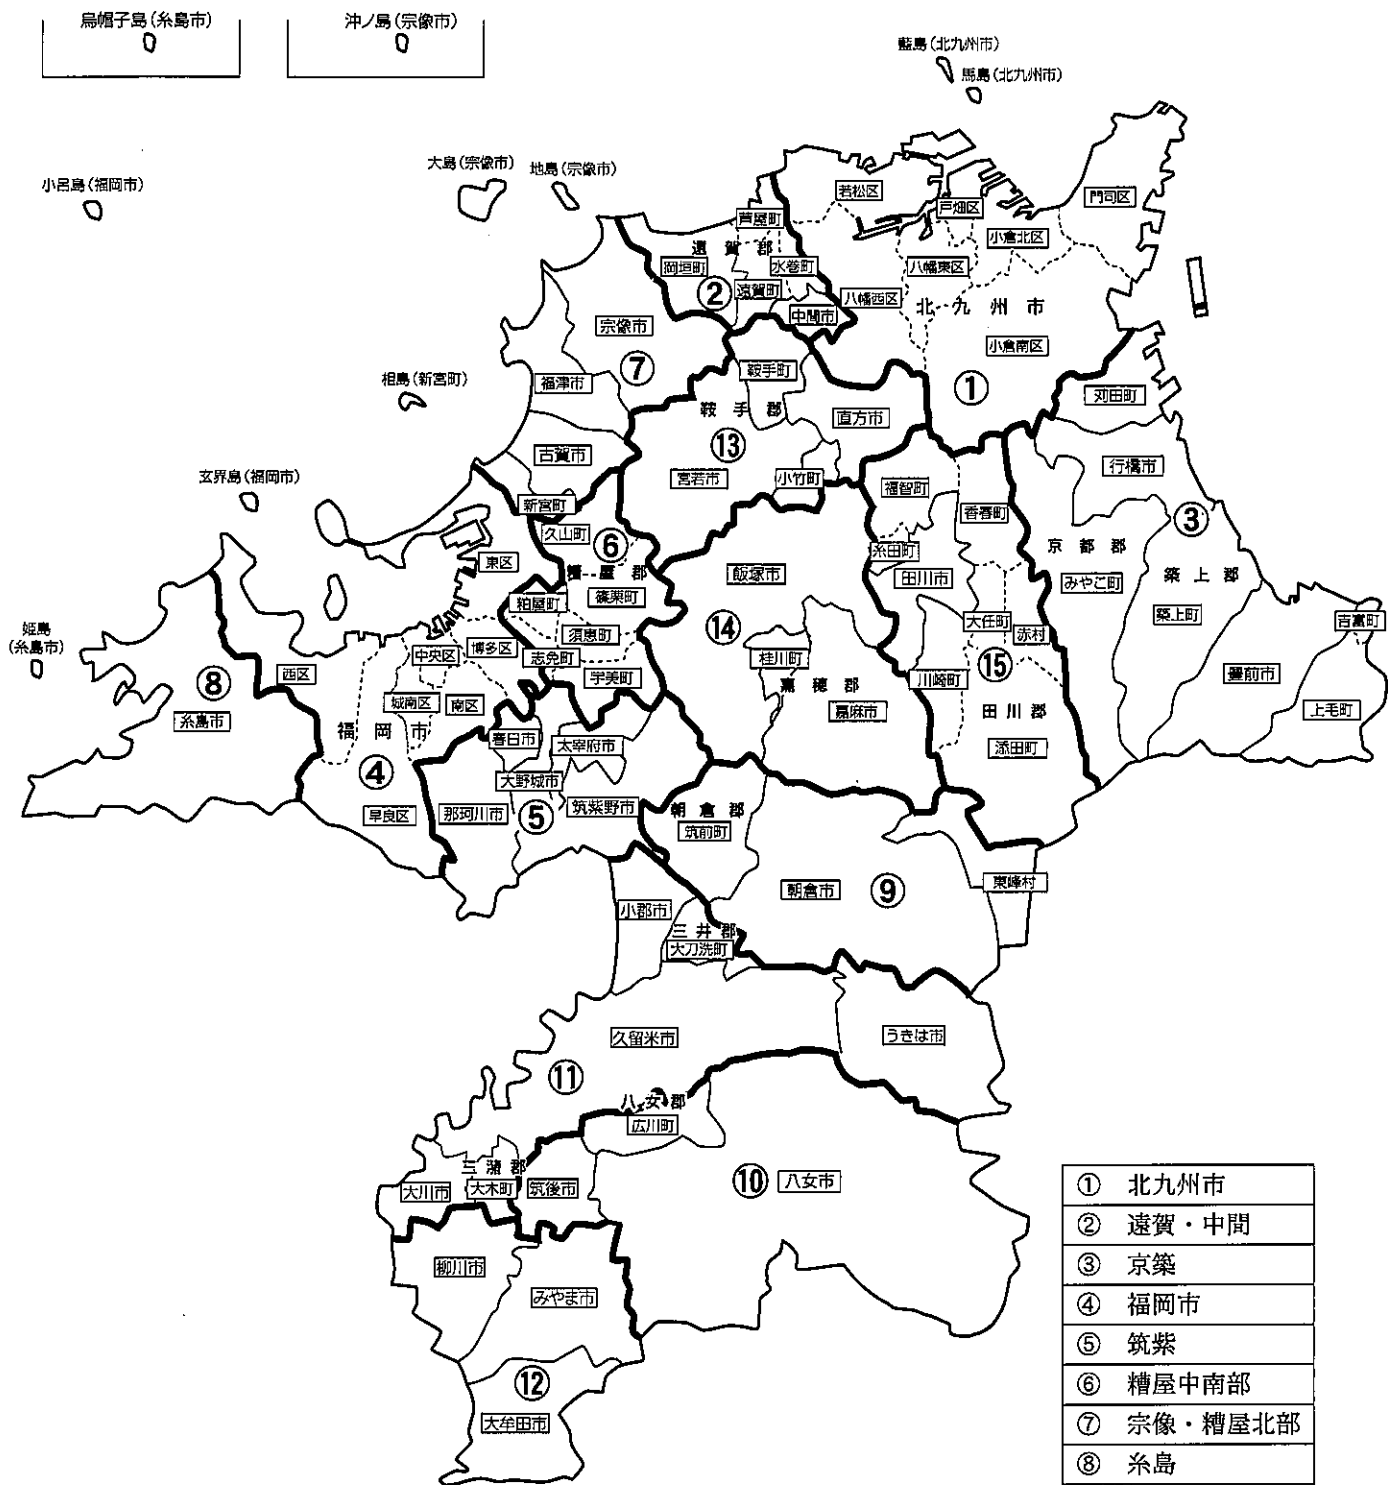 烏帽子島(糸島市)
沖ノ島(宗像市)
藍島(北九州市)
馬島(北九州市)
大島(宗像市)
地島(宗像市)
小呂島(福岡市)
若松区
門司区
戸畑区
芦屋町
小倉北区
遠賀郡
岡垣町
水巻町
八幡東区
遠賀町
②
八幡西区
北九州市
中間市
宗像市
小倉南区
⑦
鞍手町
相島(新宮町)
福津市
①
苅田町
鞍手郡
直方市
⑬
古賀市
行橋市
玄界島(福岡市)
宮若市
小竹町
福智町
新宮町
香春町
③
久山町
⑥
京都郡
糸田町
東区
糟屋郡
飯塚市
田川市
みやこ町
築上郡
篠栗町
粕屋町
築上町
吉富町
姫島
(糸島市)
須恵町
⑭
大任町
赤村
博多区
中央区
志免町
桂川町
⑮
西区
⑧
宇美町
川崎町
豊前市
嘉穂郡
城南区
南区
嘉麻市
上毛町
糸島市
田川郡
福岡市
春日市
太宰府市
添田町
④
大野城市
朝倉郡
筑紫野市
早良区
那珂川市
⑤
筑前町
朝倉市
⑨
東峰村
小郡市
三井郡
大刀洗町
久留米市
うきは市
⑪
八女郡
広川町
三潴郡
大川市
大木町
筑後市
⑩
八女市
柳川市
みやま市
⑫
大牟田市
① 北九州市
② 遠賀・中間
③ 京築
④ 福岡市
⑤ 筑紫
⑥ 糟屋中南部
⑦ 宗像・糟屋北部
⑧ 糸島